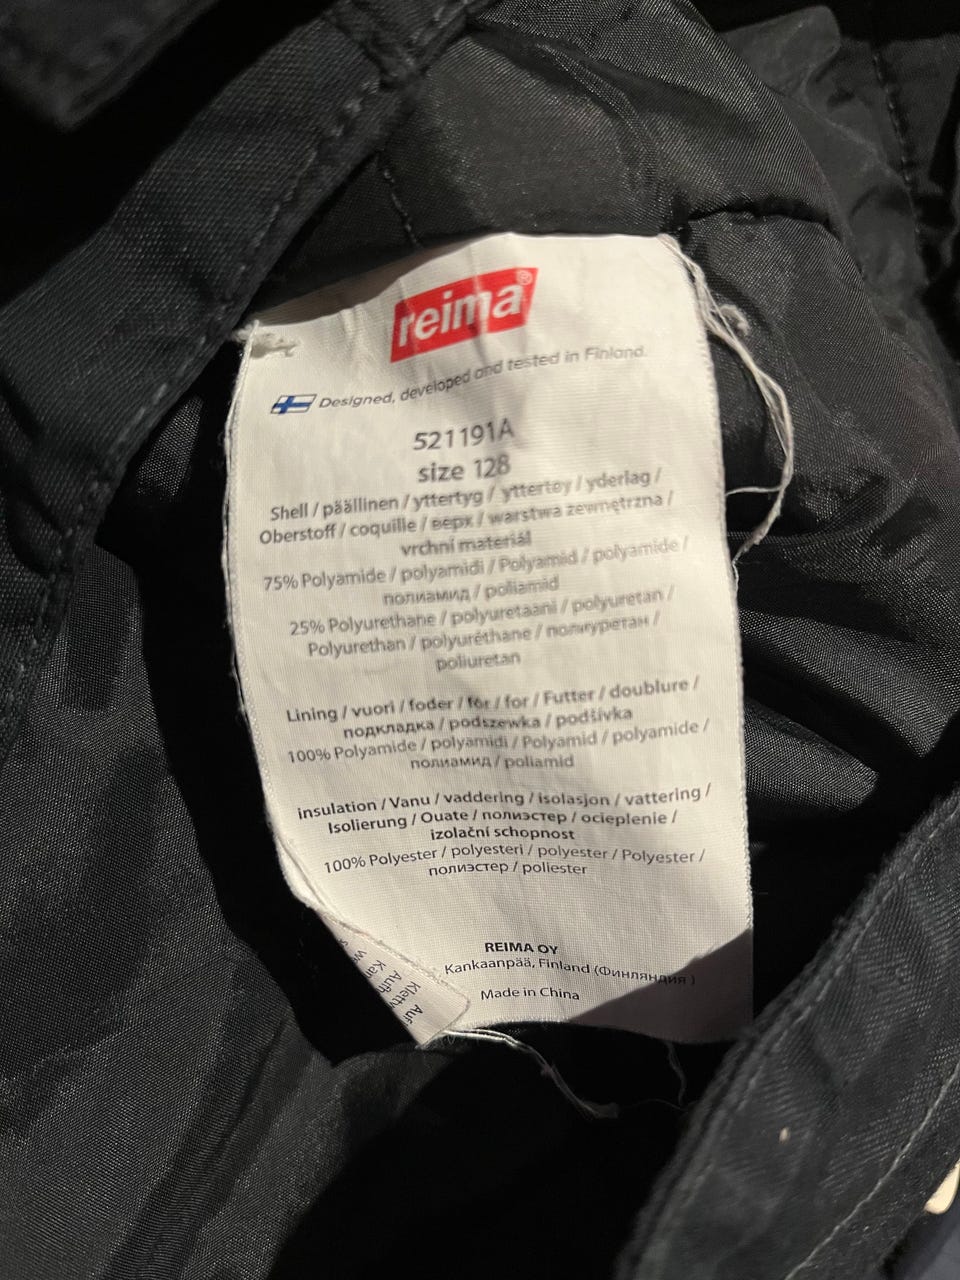 reima®
Designed, developed and tested in Finland.
521191A
size 128
Shell / päällinen / yttertyg / yttertøy / yderlag /
Oberstoff / coquille / верх / warstwa zewnętrzna /
vrchní materiál
75% Polyamide / polyamidi / Polyamid / polyamide /
полиамид / poliamid
25% Polyurethane / polyuretaani / polyuretan /
Polyurethan / polyuréthane / полиуретан /
poliuretan
Lining / vuori / foder / fôr / for / Futter / doublure /
подкладка / podszewka / podšívka
100% Polyamide / polyamidi / Polyamid / polyamide /
полиамид / poliamid
insulation / Vanu / vaddering / isolasjon / vattering /
Isolierung / Ouate / полиэстер / ocieplenie /
izolační schopnost
100% Polyester / polyesteri / polyester / Polyester /
полиэстер / poliester
REIMA OY
Kankaanpää, Finland (Финляндия )
Made in China